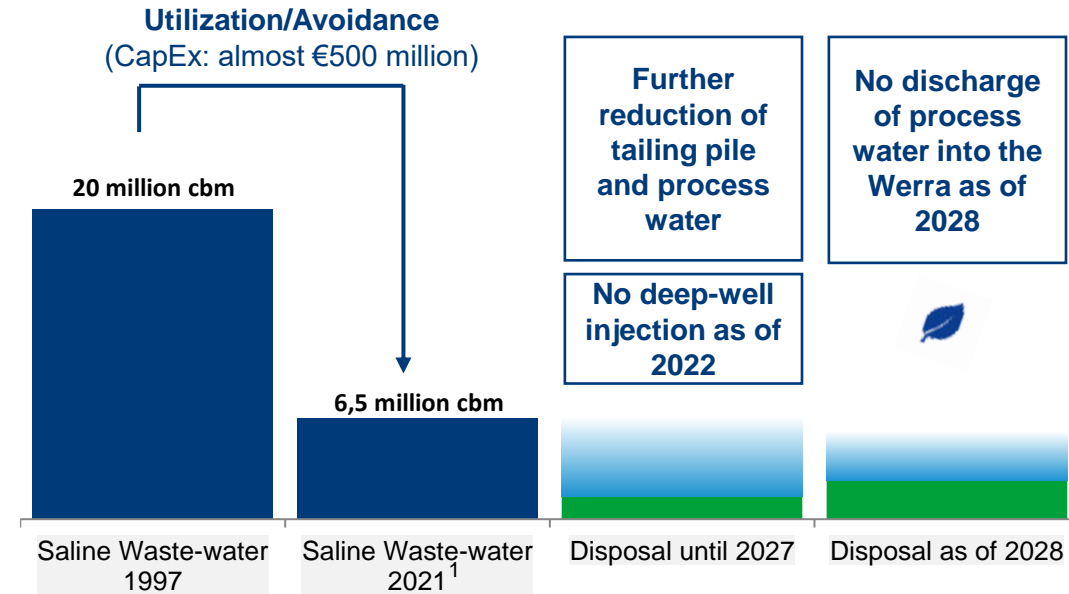 Utilization/Avoidance
(CapEx: almost €500 million)
20 million cbm
6,5 million cbm
Further
reduction of
tailing pile
and process
water
No deep-well
injection as of
2022
No discharge
of process
water into the
Werra as of
2028
Saline Waste-water
1997
Saline Waste-water
2021¹
Disposal until 2027
Disposal as of 2028